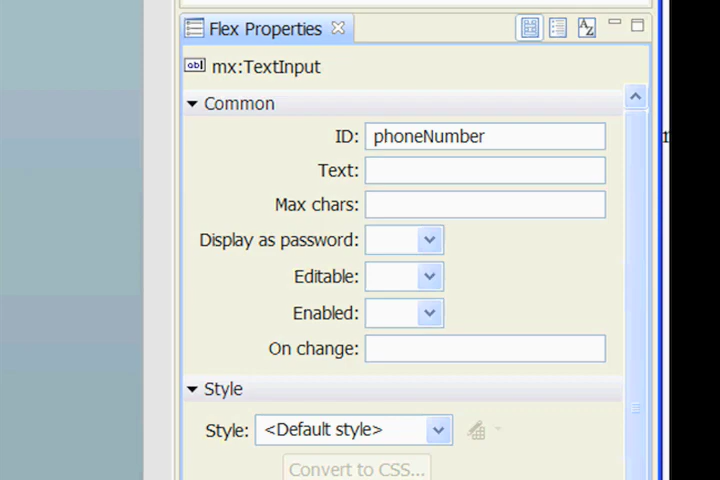 Flex Properties
mx:TextInput
Common
ID: phoneNumber
Text:
Max chars:
Display as password:
Editable:
Enabled:
On change:
Style
Style: <Default style>
Convert to CSS...